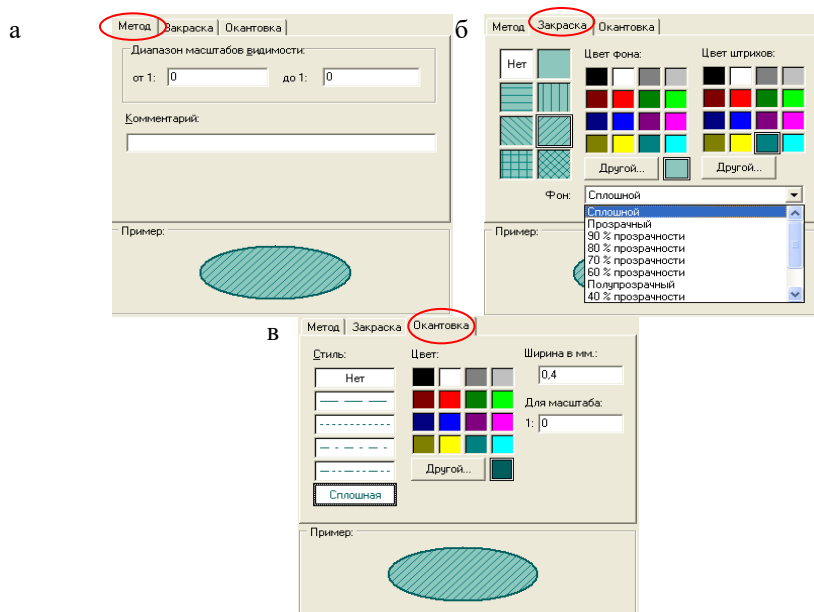 а
Метод Закраска Окантовка
Диапазон масштабов видимости:
от 1: 0 до 1: 0
Комментарий:
Пример:
б
Метод Закраска Окантовка
Нет Цвет фона: Цвет штрихов:
Другой... Другой...
Фон: Сплошной
Сплошной
Прозрачный
90 % прозрачности
80 % прозрачности
70 % прозрачности
60 % прозрачности
Полупрозрачный
40 % прозрачности
Пример:
в
Метод Закраска Окантовка
Стиль: Цвет: Ширина в мм.:
Нет 0,4
Для масштаба:
1: 0
Другой...
Сплошная
Пример: